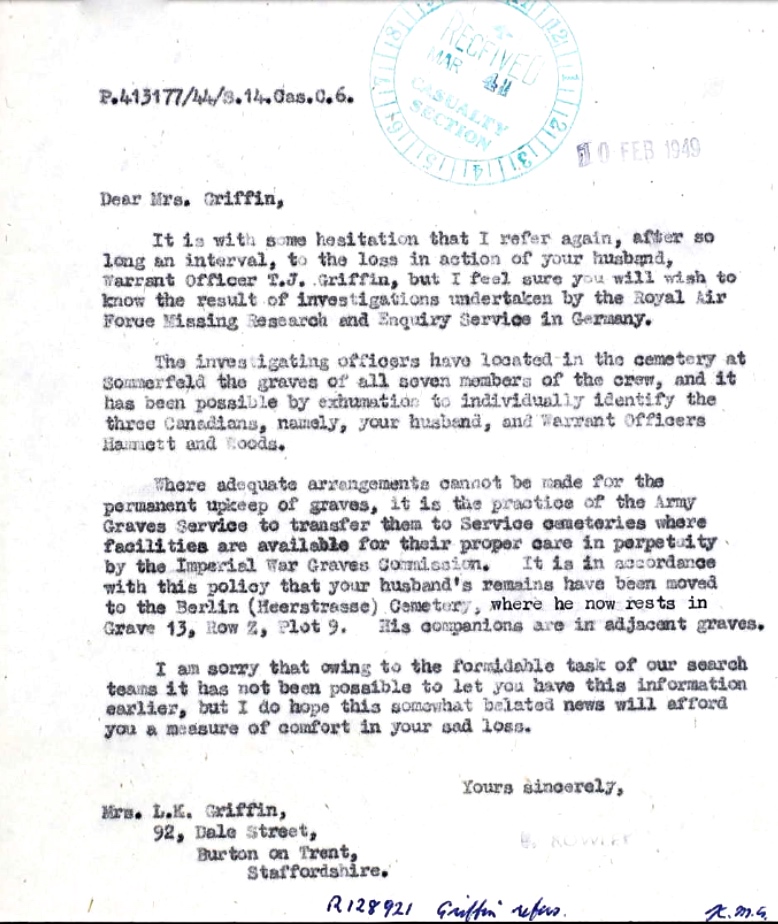 RECEIVED
MAR 41
CASUALTY
SECTION
P.413177/44/S.14.Cas.C.6.
10 FEB 1949
Dear Mrs. Griffin,
It is with some hesitation that I refer again, after so
long an interval, to the loss in action of your husband,
Warrant Officer T.J. Griffin, but I feel sure you will wish to
know the result of investigations undertaken by the Royal Air
Force Missing Research and Enquiry Service in Germany.
The investigating officers have located in the cemetery at
Sommerfeld the graves of all seven members of the crew, and it
has been possible by exhumation to individually identify the
three Canadians, namely, your husband, and Warrant Officers
Hammett and Woods.
Where adequate arrangements cannot be made for the
permanent upkeep of graves, it is the practice of the Army
Graves Service to transfer them to Service cemeteries where
facilities are available for their proper care in perpetuity
by the Imperial War Graves Commission. It is in accordance
with this policy that your husband's remains have been moved
to the Berlin (Heerstrasse) Cemetery, where he now rests in
Grave 13, Row Z, Plot 9. His companions are in adjacent graves.
I am sorry that owing to the formidable task of our search
teams it has not been possible to let you have this information
earlier, but I do hope this somewhat belated news will afford
you a measure of comfort in your sad loss.
Yours sincerely,
Mrs. L.K. Griffin,
92, Dale Street,
Burton on Trent,
Staffordshire.
R128921 Griffin refers.